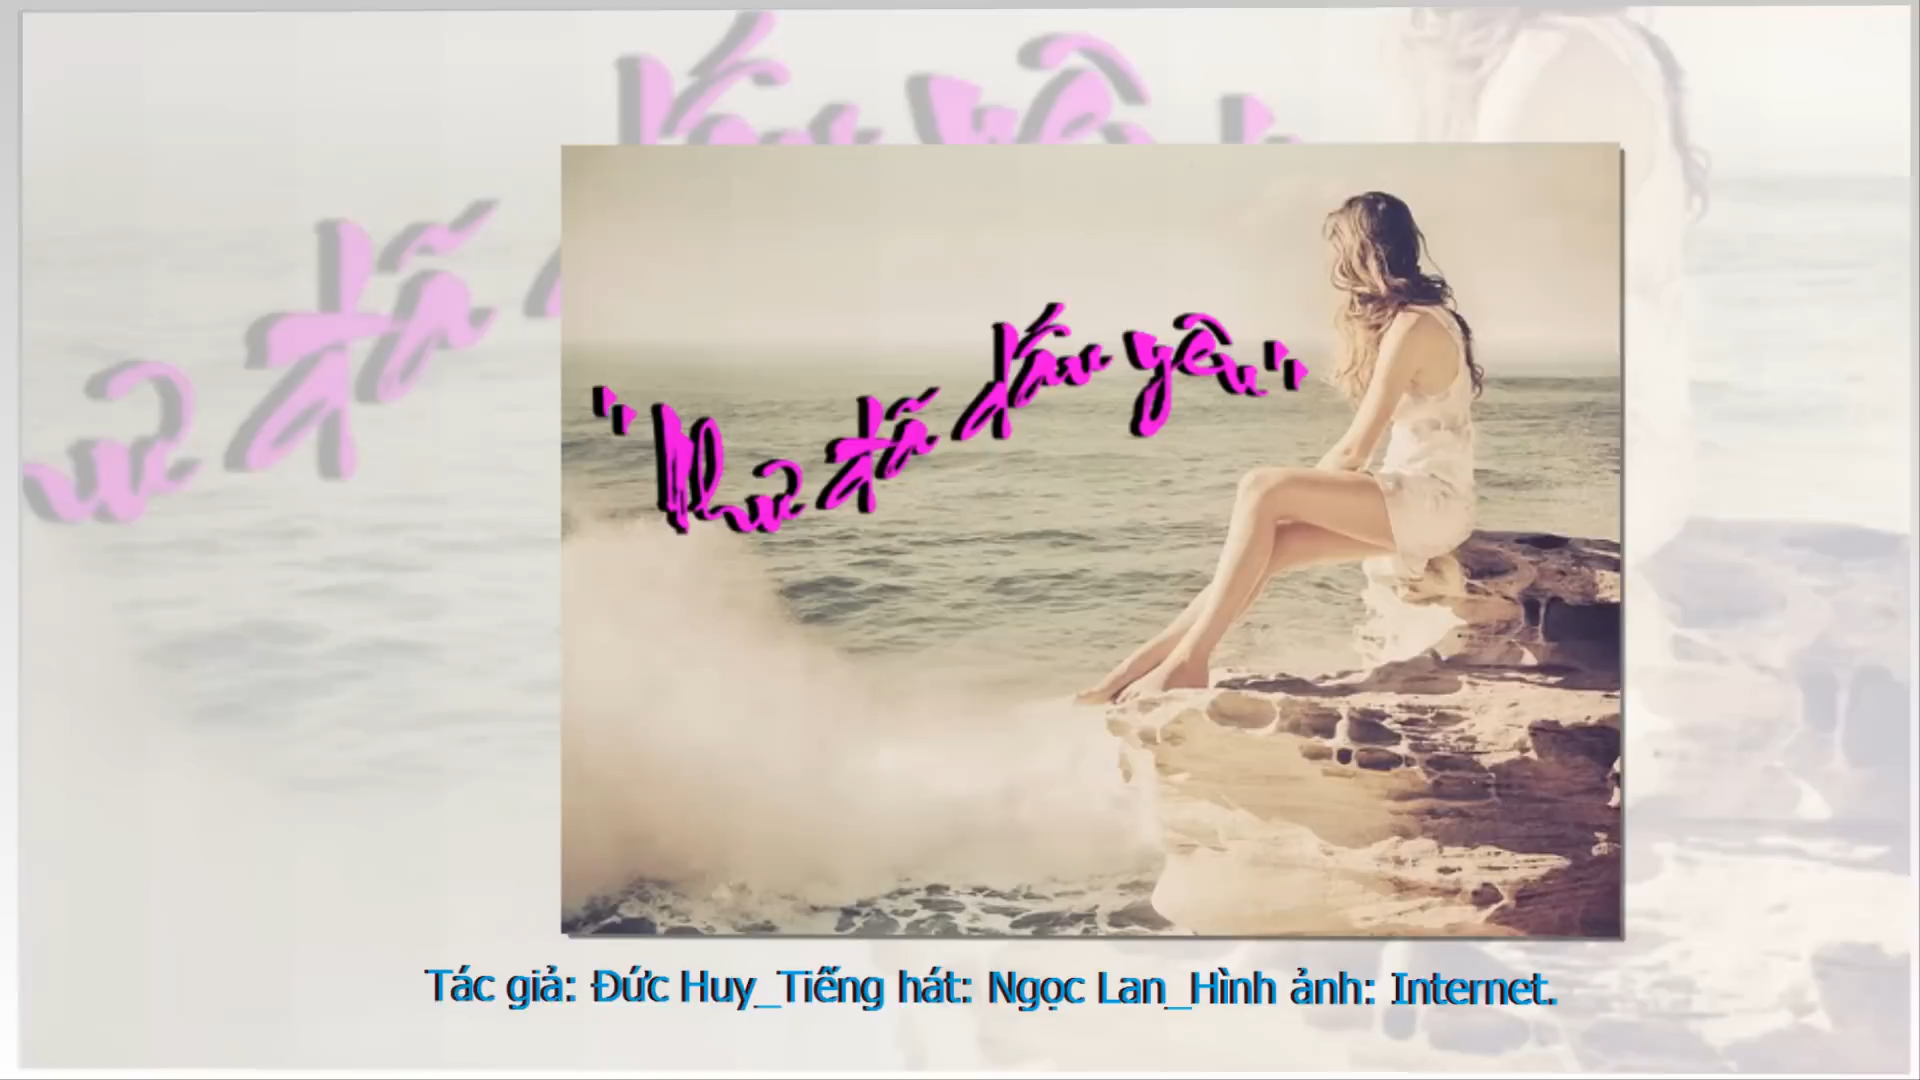 "Như đã dấu yêu"
Tác giả: Đức Huy_Tiếng hát: Ngọc Lan_Hình ảnh: Internet.